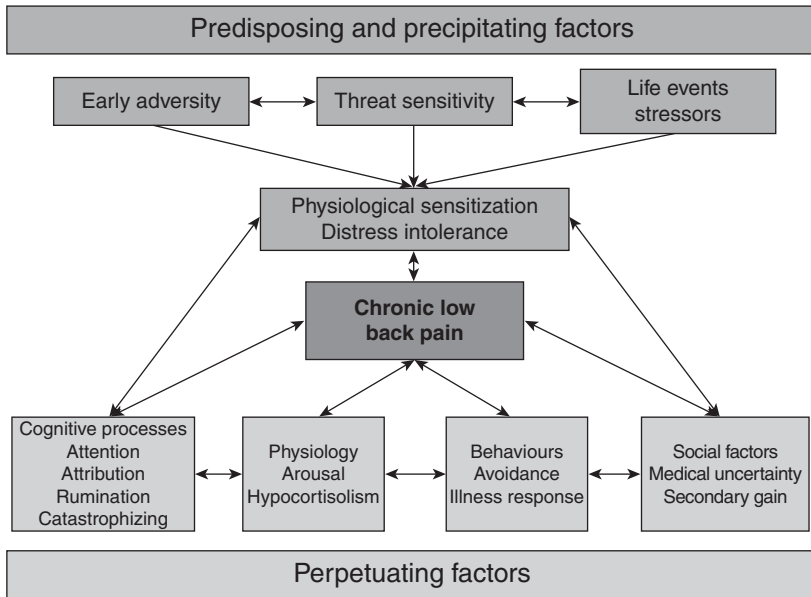 Predisposing and precipitating factors
Early adversity
Threat sensitivity
Life events
stressors
Physiological sensitization
Distress intolerance
Chronic low
back pain
Cognitive processes
Attention
Attribution
Rumination
Catastrophizing
Physiology
Arousal
Hypocortisolism
Behaviours
Avoidance
Illness response
Social factors
Medical uncertainty
Secondary gain
Perpetuating factors